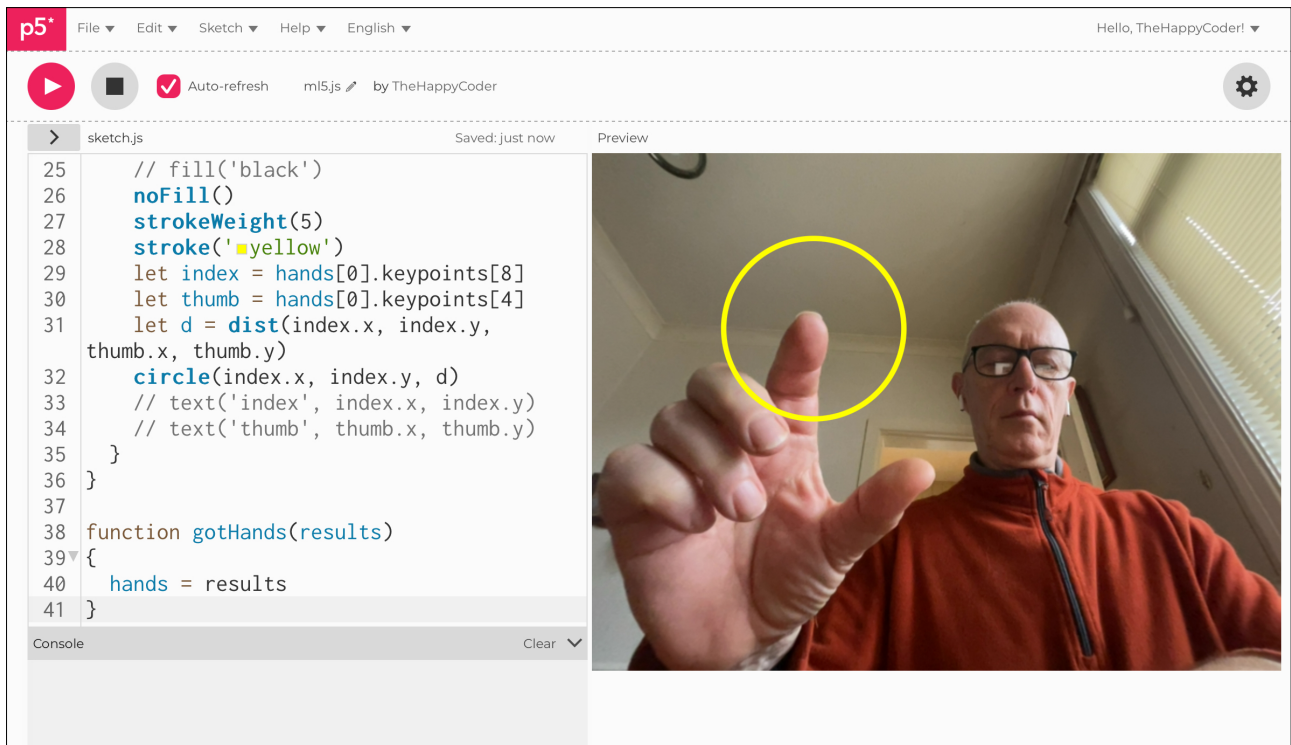 p5* File Edit Sketch Help English Hello, TheHappyCoder!
Auto-refresh ml5.js by TheHappyCoder
sketch.js Saved: just now Preview
25 // fill('black')
26 noFill()
27 strokeWeight(5)
28 stroke('yellow')
29 let index = hands[0].keypoints[8]
30 let thumb = hands[0].keypoints[4]
31 let d = dist(index.x, index.y,
thumb.x, thumb.y)
32 circle(index.x, index.y, d)
33 // text('index', index.x, index.y)
34 // text('thumb', thumb.x, thumb.y)
35 }
36 }
37
38 function gotHands(results)
39 {
40 hands = results
41 }
Console Clear